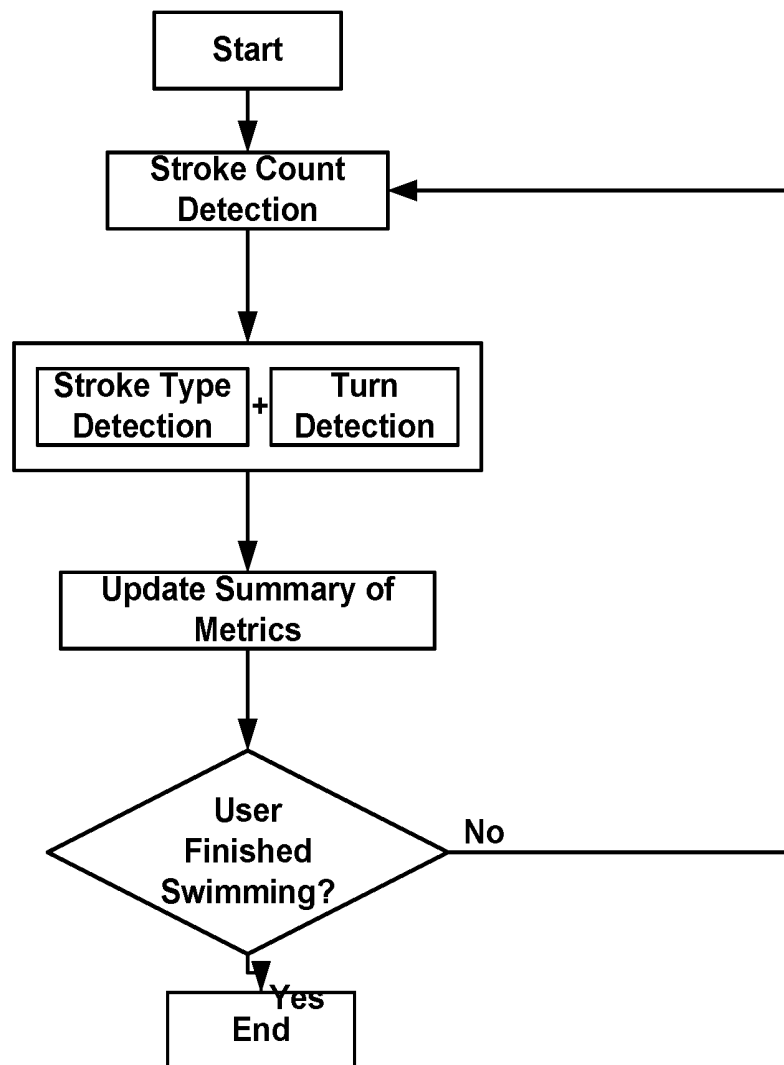 Start
Stroke Count
Detection
Stroke Type
Detection
+
Turn
Detection
Update Summary of
Metrics
User
Finished
Swimming?
No
Yes
End